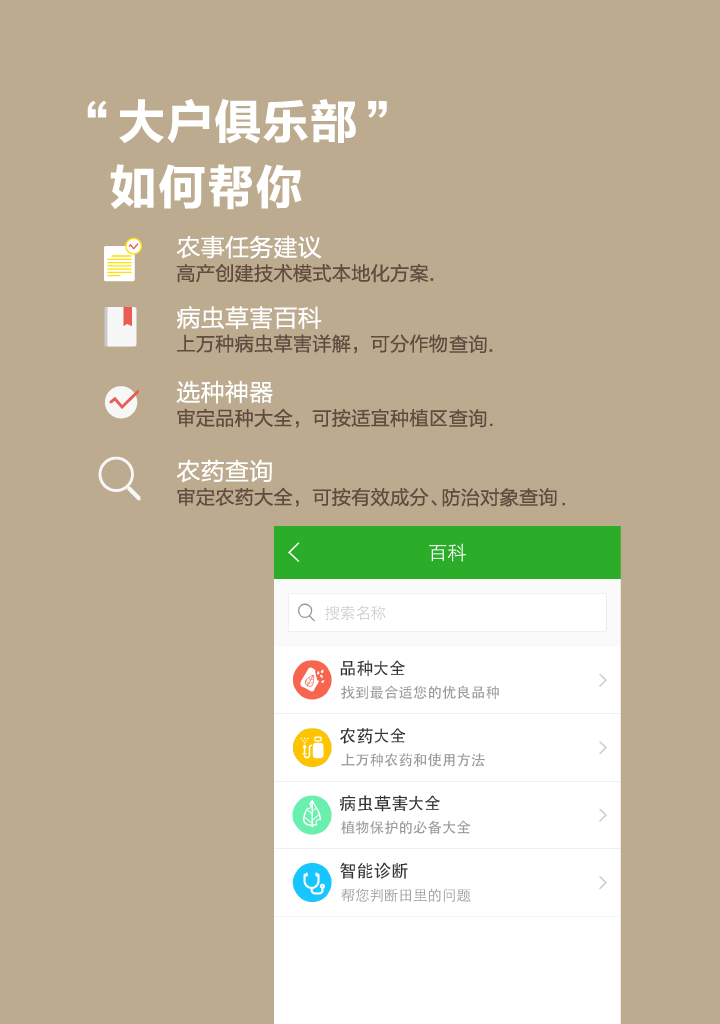 “大户俱乐部”
如何帮你
农事任务建议
高产创建技术模式本地化方案.
病虫草害百科
上万种病虫草害详解，可分作物查询.
选种神器
审定品种大全，可按适宜种植区查询.
农药查询
审定农药大全，可按有效成分、防治对象查询.
百科
搜索名称
品种大全
找到最合适您的优良品种
农药大全
上万种农药和使用方法
病虫草害大全
植物保护的必备大全
智能诊断
帮您判断田里的问题